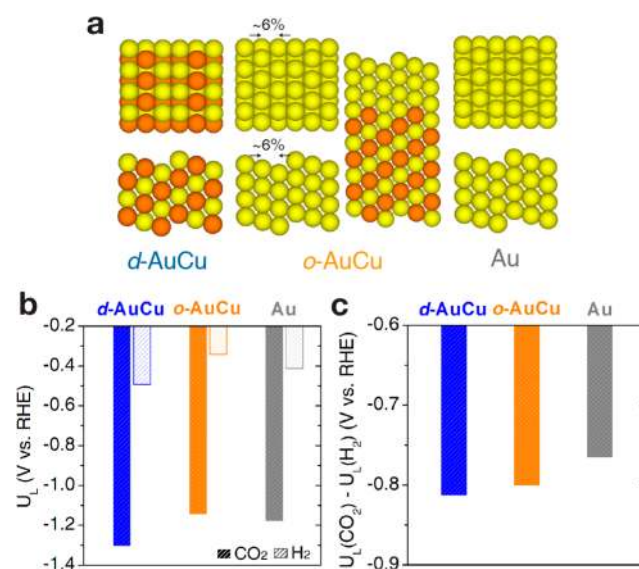 a
~6%
~6%
d-AuCu
o-AuCu
Au
b
d-AuCu o-AuCu Au
-0.2
-0.4
-0.6
-0.8
-1.0
-1.2
-1.4
U_L (V vs. RHE)
CO₂ H₂
c
d-AuCu o-AuCu Au
-0.6
-0.7
-0.8
-0.9
U_L(CO₂) - U_L(H₂) (V vs. RHE)